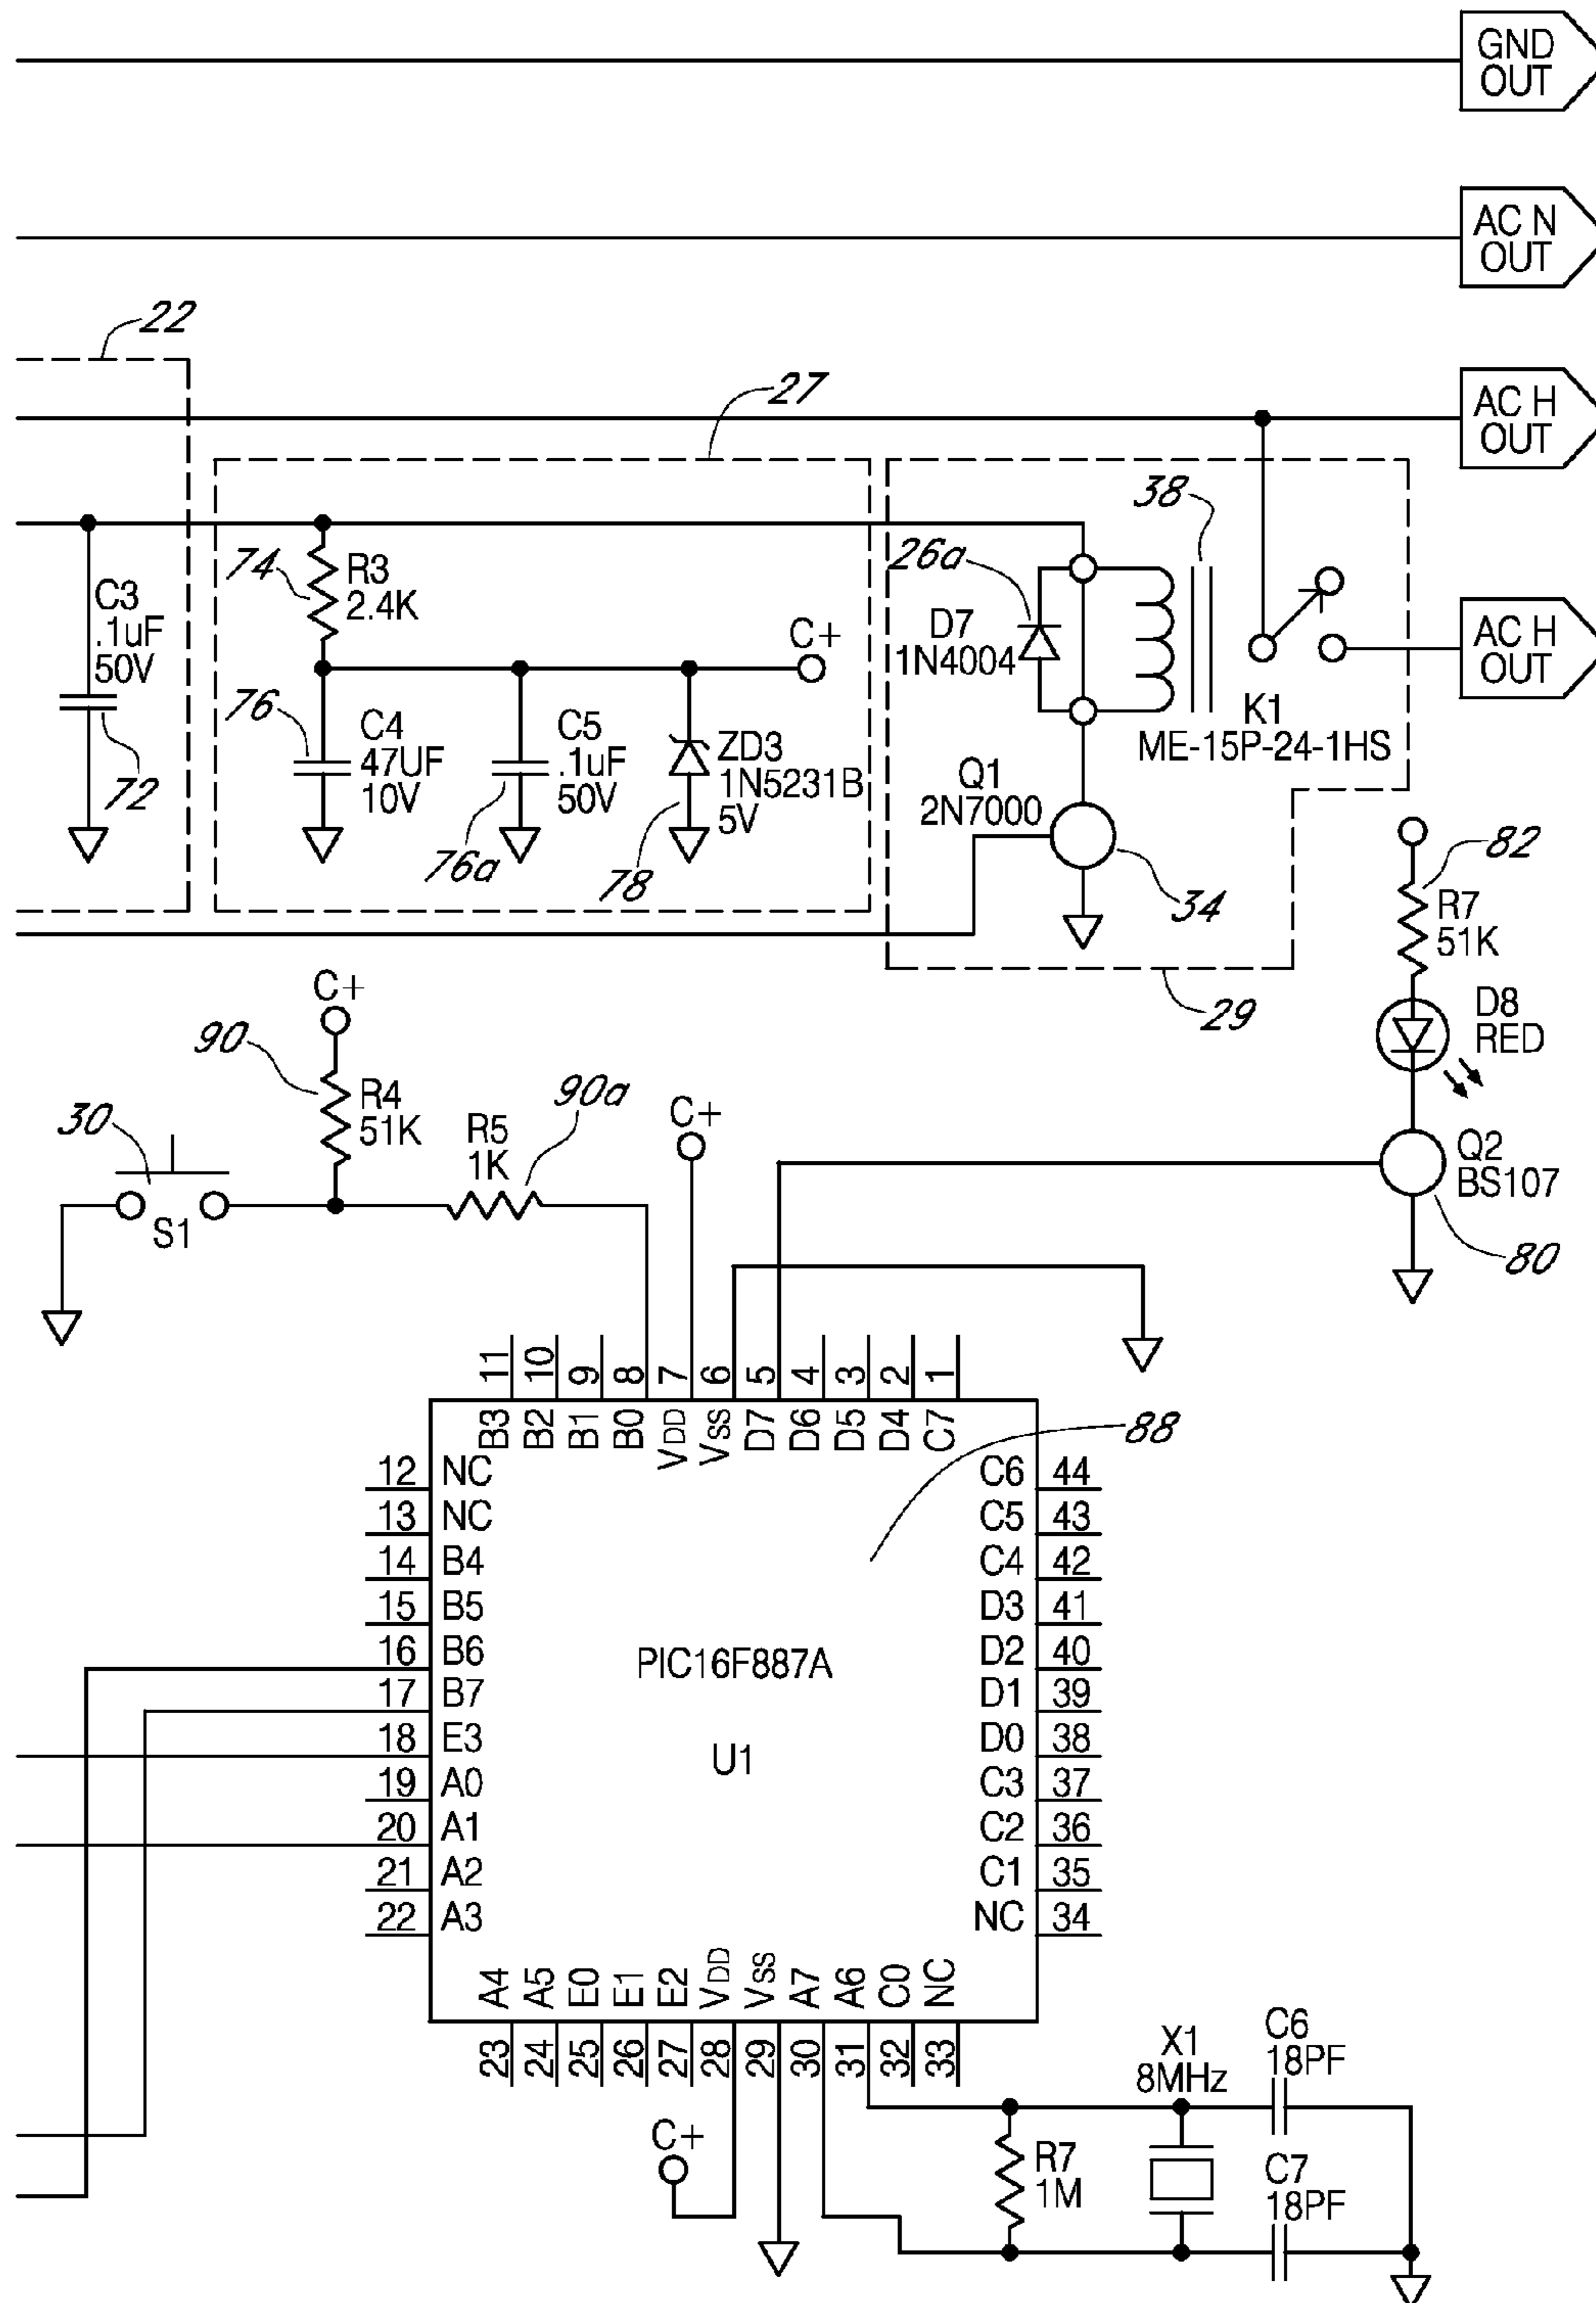 GND
OUT
AC N
OUT
22
27
AC H
OUT
38
74
R3
2.4K
26a
C3
.1uF
50V
D7
1N4004
C+
AC H
OUT
76
C4
47UF
10V
C5
.1uF
50V
ZD3
1N5231B
5V
K1
ME-15P-24-1HS
72
76a
78
Q1
2N7000
34
82
R7
51K
29
C+
90
R4
51K
D8
RED
30
90a
R5
1K
C+
S1
Q2
BS107
80
11 10 9 8 7 6 5 4 3 2 1
B3 B2 B1 B0 VDD VSS D7 D6 D5 D4 C7
88
12 NC C6 44
13 NC C5 43
14 B4 C4 42
15 B5 D3 41
16 B6 D2 40
17 B7 D1 39
18 E3 D0 38
19 A0 C3 37
20 A1 C2 36
21 A2 C1 35
22 A3 NC 34
PIC16F887A
U1
A4 A5 E0 E1 E2 VDD VSS A7 A6 C0 NC
23 24 25 26 27 28 29 30 31 32 33
C+
X1
8MHz
C6
18PF
R7
1M
C7
18PF